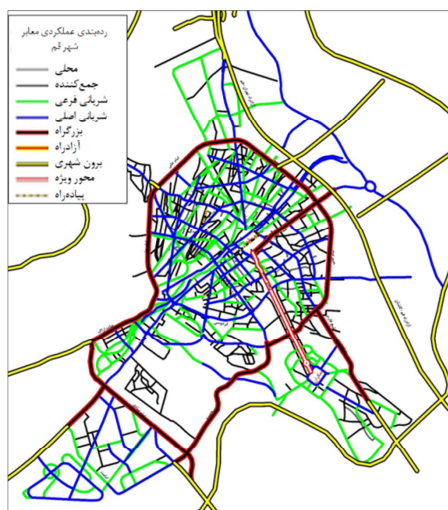 رده‌بندی عملکردی معابر
شهر قم
محلی
جمع‌کننده
شریانی فرعی
شریانی اصلی
بزرگراه
آزادراه
برون شهری
محور ویژه
پیاده‌راه